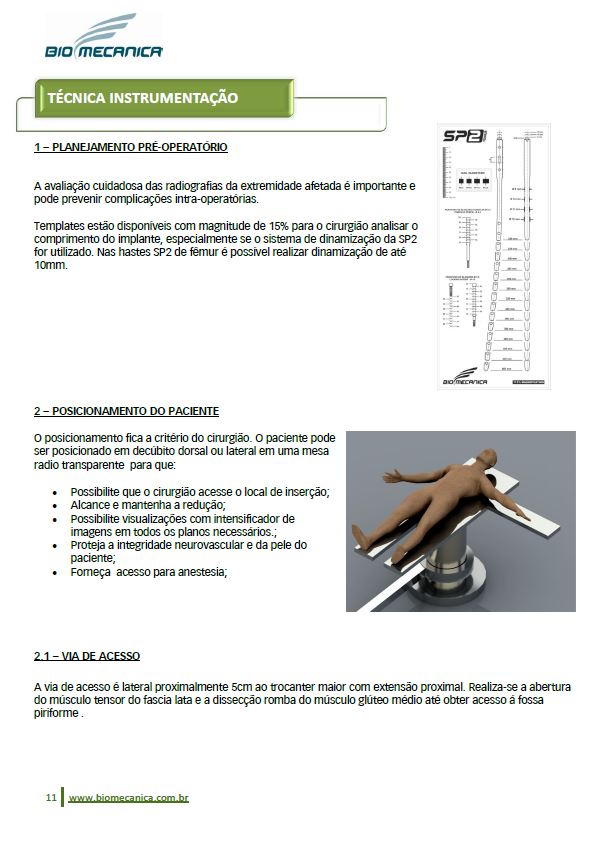 BIOMECANICA
TÉCNICA INSTRUMENTAÇÃO
1 – PLANEJAMENTO PRÉ-OPERATÓRIO
A avaliação cuidadosa das radiografias da extremidade afetada é importante e
pode prevenir complicações intra-operatórias.
Templates estão disponíveis com magnitude de 15% para o cirurgião analisar o
comprimento do implante, especialmente se o sistema de dinamização da SP2
for utilizado. Nas hastes SP2 de fêmur é possível realizar dinamização de até
10mm.
SP2
BIOMECANICA
2 – POSICIONAMENTO DO PACIENTE
O posicionamento fica a critério do cirurgião. O paciente pode
ser posicionado em decúbito dorsal ou lateral em uma mesa
radio transparente para que:
• Possibilite que o cirurgião acesse o local de inserção;
• Alcance e mantenha a redução;
• Possibilite visualizações com intensificador de
imagens em todos os planos necessários.;
• Proteja a integridade neurovascular e da pele do
paciente;
• Forneça acesso para anestesia;
2.1 – VIA DE ACESSO
A via de acesso é lateral proximalmente 5cm ao trocanter maior com extensão proximal. Realiza-se a abertura
do músculo tensor do fascia lata e a dissecção romba do músculo glúteo médio até obter acesso á fossa
piriforme .
11 www.biomecanica.com.br